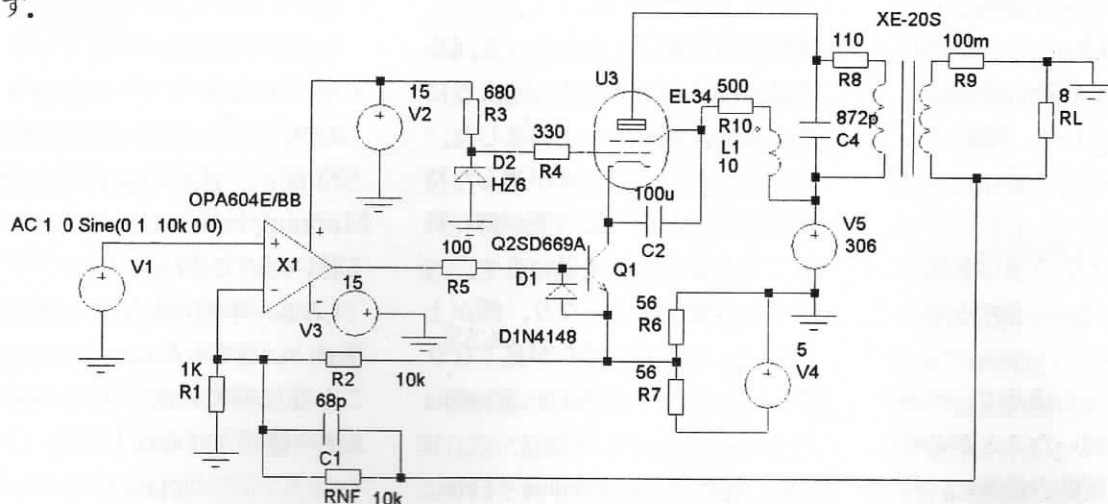 す.
XE-20S
110
R8
100m
R9
8
RL
872p
C4
U3
EL34
500
R10
L1
10
15
V2
680
R3
330
R4
D2
HZ6
100u
C2
V5
306
OPA604E/BB
AC 1 0 Sine(0 1 10k 0 0)
V1
X1
100
R5
Q2SD669A
Q1
D1
D1N4148
15
V3
56
R6
56
R7
5
V4
1K
R1
R2
10k
68p
C1
RNF
10k